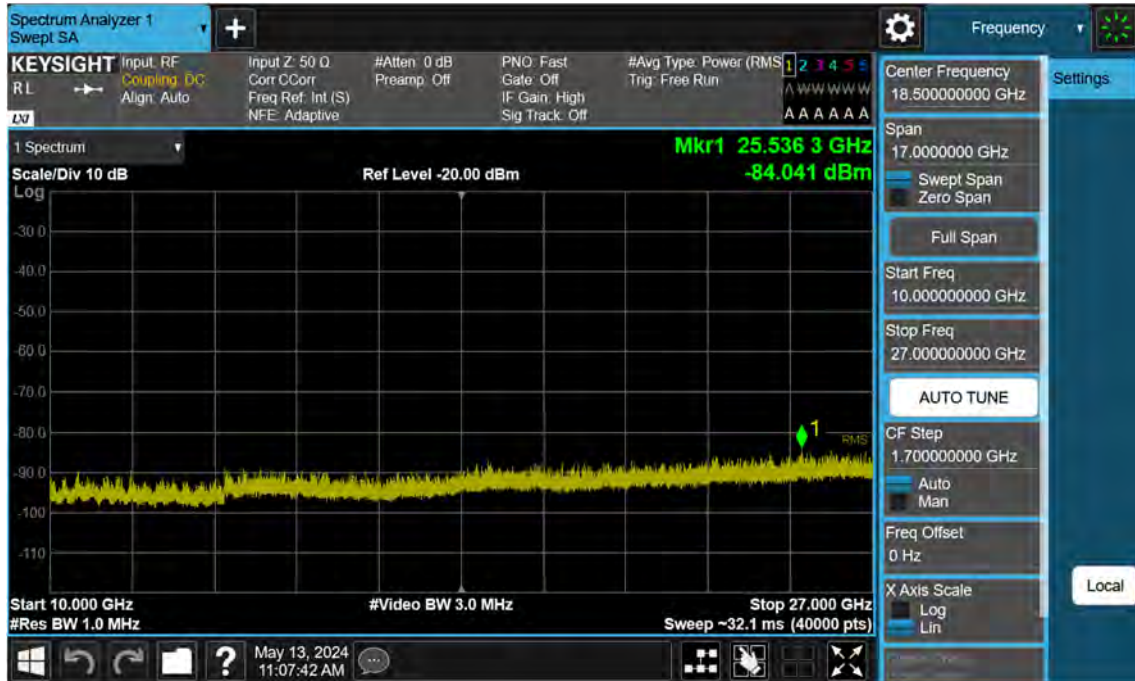 Spectrum Analyzer 1
Swept SA
Frequency
KEYSIGHT
RL
LXI
Input: RF
Coupling: DC
Align: Auto
Input Z: 50 Ω
Corr CCorr
Freq Ref: Int (S)
NFE: Adaptive
#Atten: 0 dB
Preamp: Off
PNO: Fast
Gate: Off
IF Gain: High
Sig Track: Off
#Avg Type: Power (RMS
Trig: Free Run
1 2 3 4 5 6
A W W W W W
A A A A A A
1 Spectrum
Scale/Div 10 dB
Log
Ref Level -20.00 dBm
Mkr1 25.536 3 GHz
-84.041 dBm
-30.0
-40.0
-50.0
-60.0
-70.0
-80.0
-90.0
-100
-110
1
RMS
Start 10.000 GHz
#Res BW 1.0 MHz
#Video BW 3.0 MHz
Stop 27.000 GHz
Sweep ~32.1 ms (40000 pts)
May 13, 2024
11:07:42 AM
Center Frequency
18.500000000 GHz
Span
17.0000000 GHz
Swept Span
Zero Span
Full Span
Start Freq
10.000000000 GHz
Stop Freq
27.000000000 GHz
AUTO TUNE
CF Step
1.700000000 GHz
Auto
Man
Freq Offset
0 Hz
X Axis Scale
Log
Lin
Settings
Local